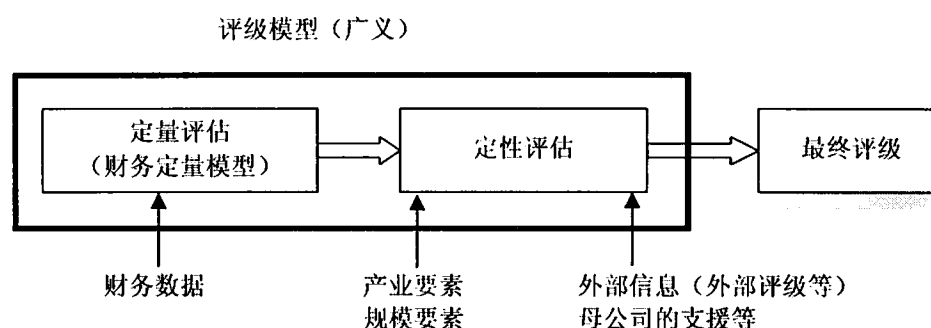 评级模型（广义）
定量评估
（财务定量模型）
定性评估
最终评级
财务数据
产业要素
规模要素
外部信息（外部评级等）
母公司的支援等